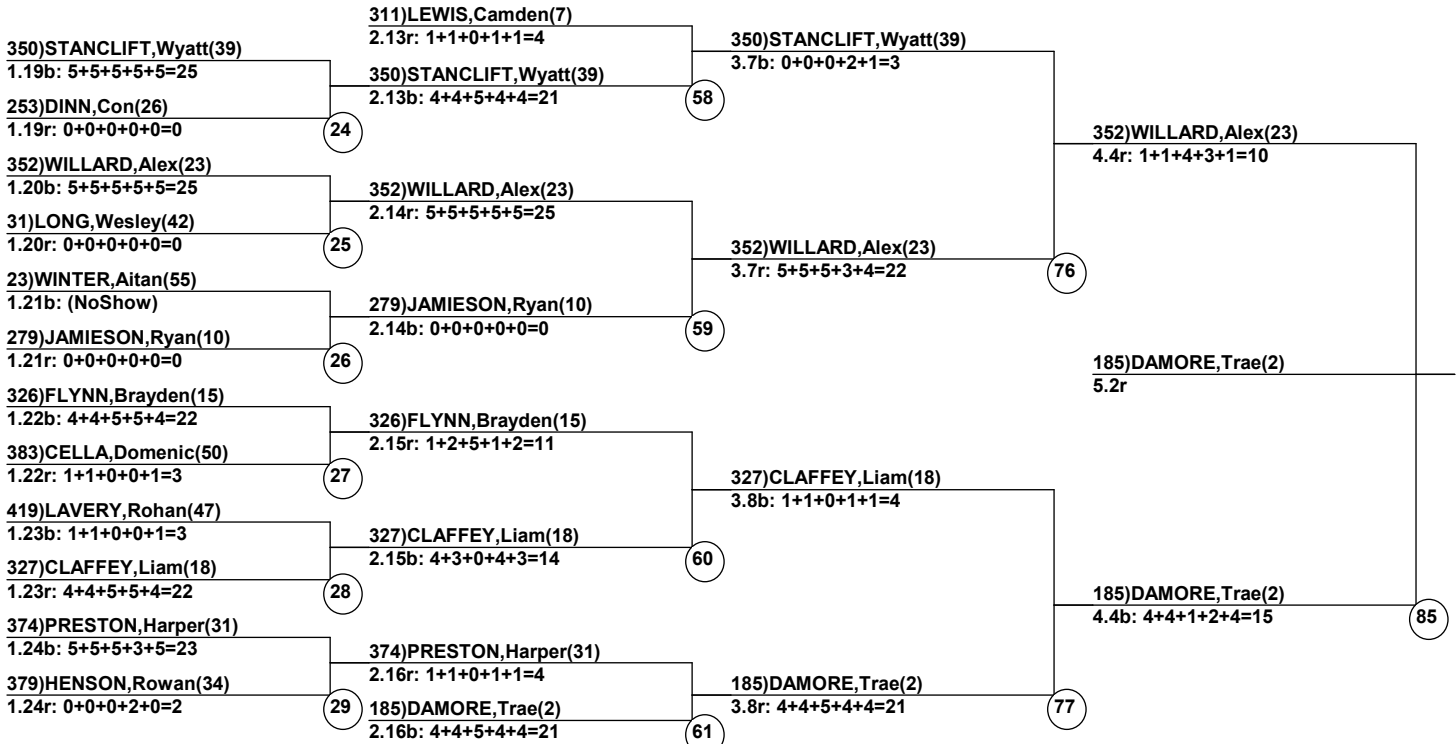 350)STANCLIFT,Wyatt(39)
1.19b: 5+5+5+5+5=25
253)DINN,Con(26)
1.19r: 0+0+0+0+0=0
24
352)WILLARD,Alex(23)
1.20b: 5+5+5+5+5=25
31)LONG,Wesley(42)
1.20r: 0+0+0+0+0=0
25
23)WINTER,Aitan(55)
1.21b: (NoShow)
279)JAMIESON,Ryan(10)
1.21r: 0+0+0+0+0=0
26
326)FLYNN,Brayden(15)
1.22b: 4+4+5+5+4=22
383)CELLA,Domenic(50)
1.22r: 1+1+0+0+1=3
27
419)LAVERY,Rohan(47)
1.23b: 1+1+0+0+1=3
327)CLAFFEY,Liam(18)
1.23r: 4+4+5+5+4=22
28
374)PRESTON,Harper(31)
1.24b: 5+5+5+3+5=23
379)HENSON,Rowan(34)
1.24r: 0+0+0+2+0=2
29
311)LEWIS,Camden(7)
2.13r: 1+1+0+1+1=4
350)STANCLIFT,Wyatt(39)
2.13b: 4+4+5+4+4=21
58
352)WILLARD,Alex(23)
2.14r: 5+5+5+5+5=25
279)JAMIESON,Ryan(10)
2.14b: 0+0+0+0+0=0
59
326)FLYNN,Brayden(15)
2.15r: 1+2+5+1+2=11
327)CLAFFEY,Liam(18)
2.15b: 4+3+0+4+3=14
60
374)PRESTON,Harper(31)
2.16r: 1+1+0+1+1=4
185)DAMORE,Trae(2)
2.16b: 4+4+5+4+4=21
61
350)STANCLIFT,Wyatt(39)
3.7b: 0+0+0+2+1=3
352)WILLARD,Alex(23)
3.7r: 5+5+5+3+4=22
76
327)CLAFFEY,Liam(18)
3.8b: 1+1+0+1+1=4
185)DAMORE,Trae(2)
3.8r: 4+4+5+4+4=21
77
352)WILLARD,Alex(23)
4.4r: 1+1+4+3+1=10
185)DAMORE,Trae(2)
5.2r
185)DAMORE,Trae(2)
4.4b: 4+4+1+2+4=15
85